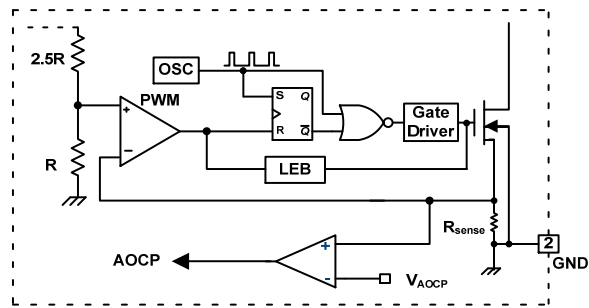 2.5R
OSC
PWM
S
Q
Gate
Driver
+
R
Q̅
R
−
LEB
Rsense
2
GND
+
AOCP
-
VAOCP